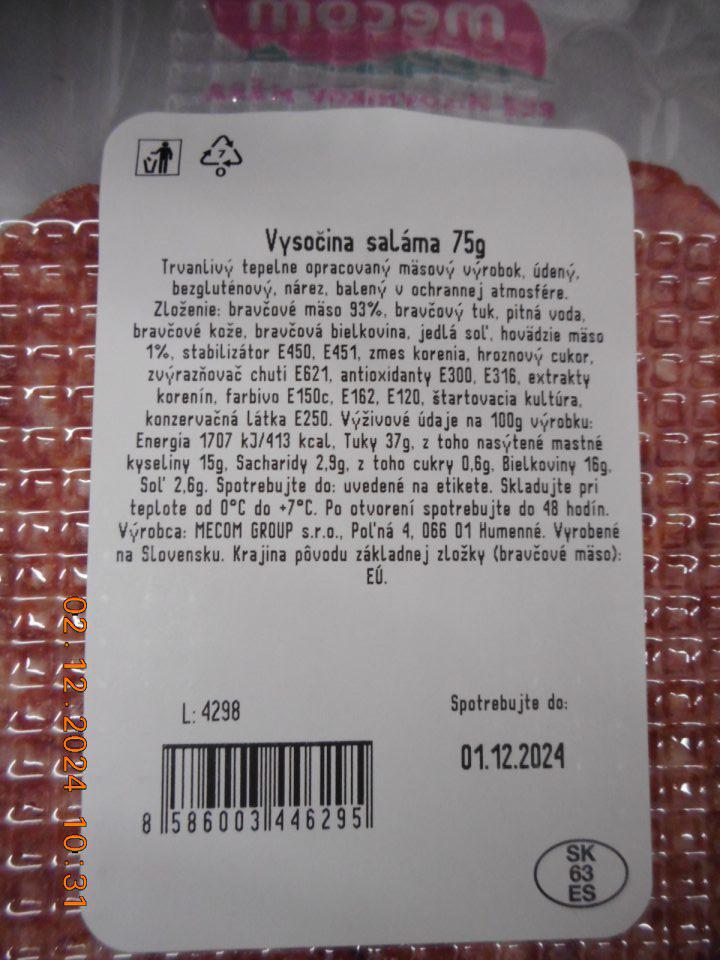 mecom
7
O
Vysočina saláma 75g
Trvanlivý tepelne opracovaný mäsový výrobok, údený,
bezgluténový, nárez, balený v ochrannej atmosfére.
Zloženie: bravčové mäso 93%, bravčový tuk, pitná voda,
bravčové kože, bravčová bielkovina, jedlá soľ, hovädzie mäso
1%, stabilizátor E450, E451, zmes korenia, hroznový cukor,
zvýrazňovač chuti E621, antioxidanty E300, E316, extrakty
korenín, farbivo E150c, E162, E120, štartovacia kultúra,
konzervačná látka E250. Výživové údaje na 100g výrobku:
Energia 1707 kJ/413 kcal, Tuky 37g, z toho nasýtené mastné
kyseliny 15g, Sacharidy 2,9g, z toho cukry 0,6g, Bielkoviny 16g,
Soľ 2,6g. Spotrebujte do: uvedené na etikete. Skladujte pri
teplote od 0°C do +7°C. Po otvorení spotrebujte do 48 hodín.
Výrobca: MECOM GROUP s.r.o., Poľná 4, 066 01 Humenné. Vyrobené
na Slovensku. Krajina pôvodu základnej zložky (bravčové mäso):
EÚ.
L: 4298
Spotrebujte do:
01.12.2024
8 586003 446295
SK
63
ES
02.12.2024 10:31